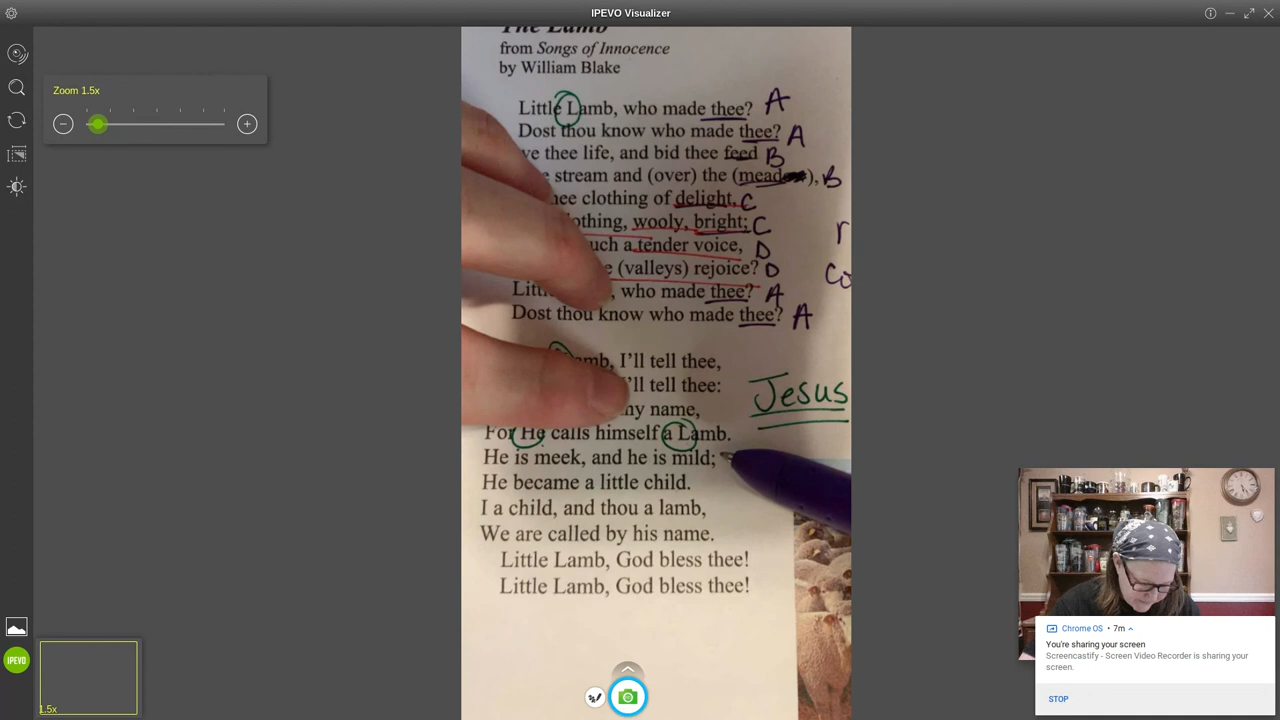 IPEVO Visualizer
Zoom 1.5x
The Lamb
from Songs of Innocence
by William Blake
Little Lamb, who made thee? A
Dost thou know who made thee? A
ve thee life, and bid thee feed B
stream and (over) the (mead), B
hee clothing of delight, C
othing, wooly, bright; C
uch a tender voice, D
e (valleys) rejoice? D
Litt , who made thee? A
Dost thou know who made thee? A
amb, I'll tell thee,
I'll tell thee:
my name,
Jesus
For He calls himself a Lamb.
He is meek, and he is mild;
He became a little child.
I a child, and thou a lamb,
We are called by his name.
Little Lamb, God bless thee!
Little Lamb, God bless thee!
Chrome OS • 7m
You're sharing your screen
Screencastify - Screen Video Recorder is sharing your
screen.
STOP
IPEVO
1.5x